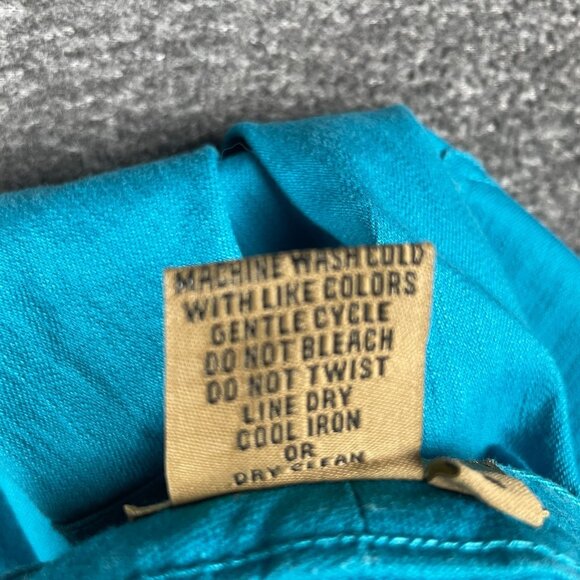 MACHINE WASH COLD
WITH LIKE COLORS
GENTLE CYCLE
DO NOT BLEACH
DO NOT TWIST
LINE DRY
COOL IRON
OR
DRY CLEAN